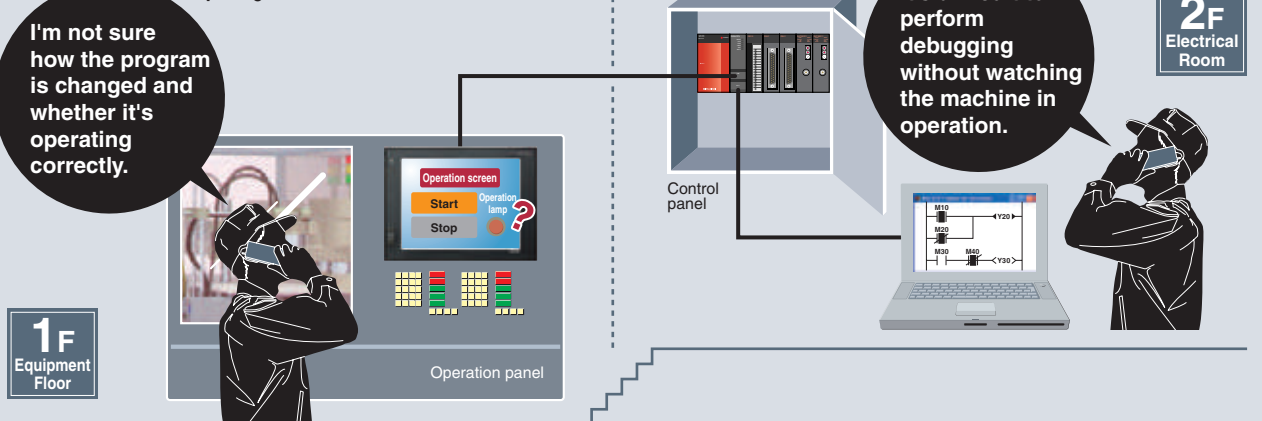 I'm not sure
how the program
is changed and
whether it's
operating
correctly.
Operation screen
Start
Operation
lamp
Stop
?
Operation panel
1F
Equipment
Floor
Control
panel
perform
debugging
without watching
the machine in
operation.
2F
Electrical
Room
M10
Y20
M20
M30 M40
Y30